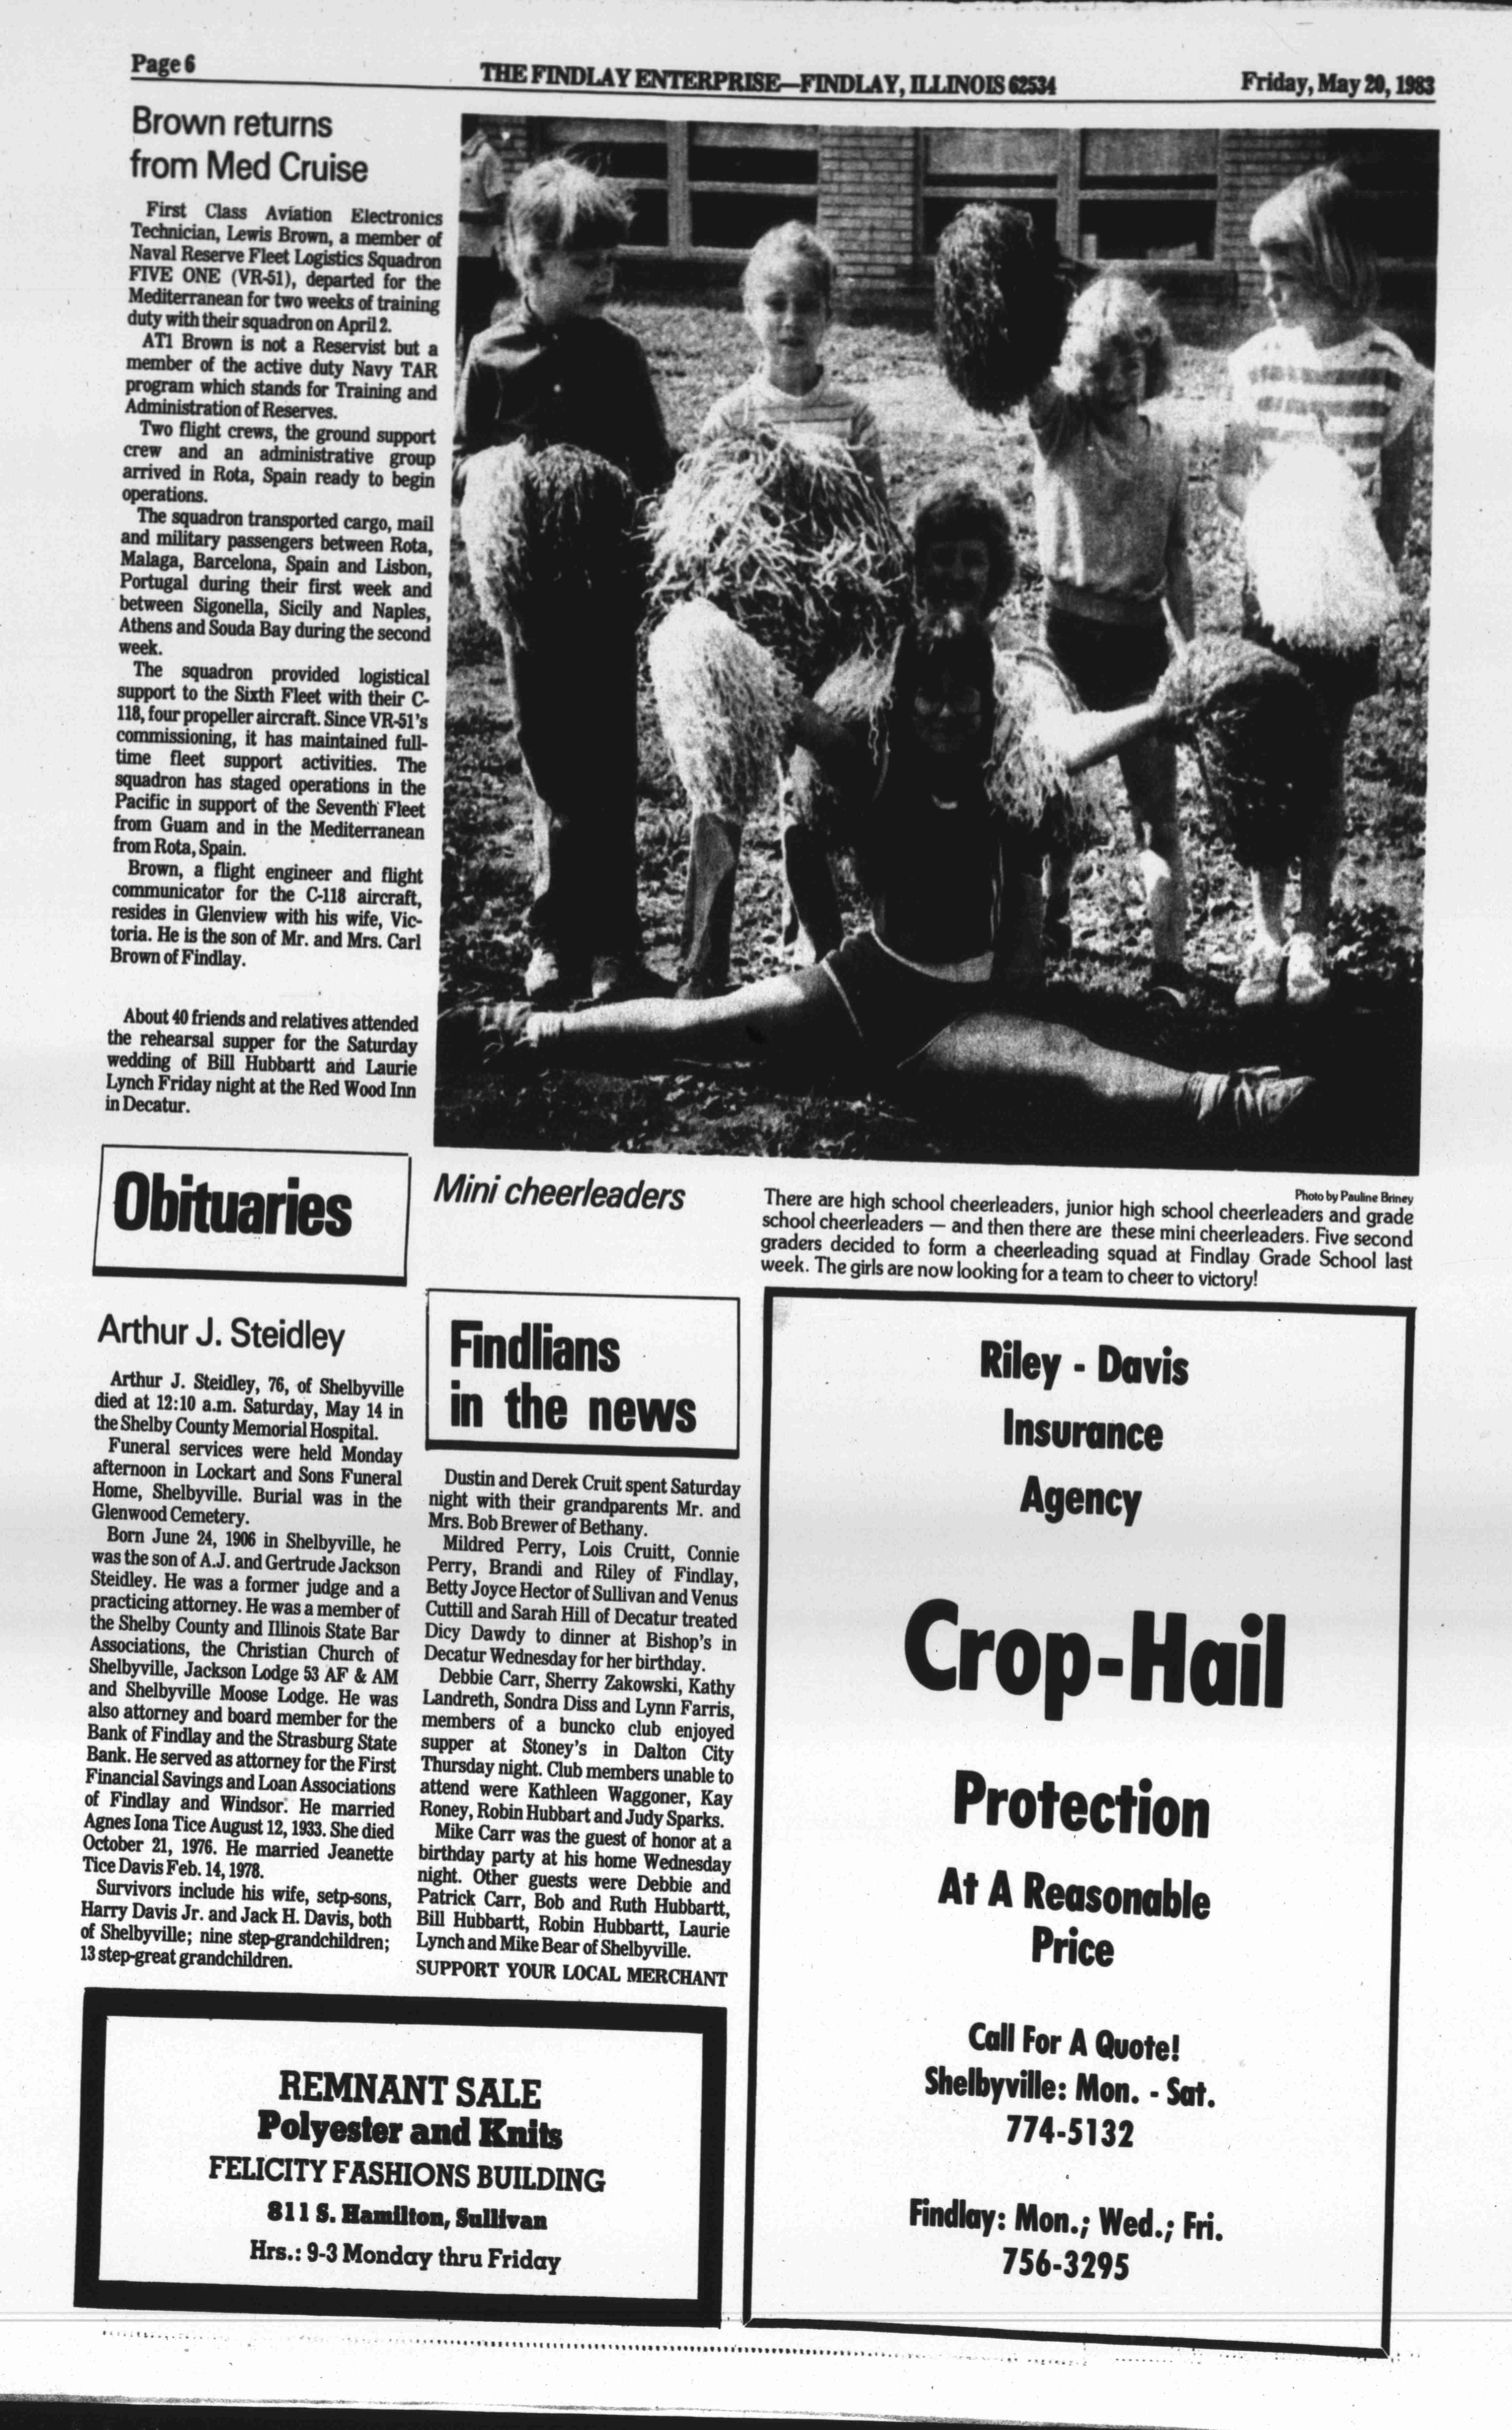 Page 6
THE FINDLAY ENTERPRISE—FINDLAY, ILLINOIS 62534
Friday, May 20, 1983
Brown returns
from Med Cruise
First Class Aviation Electronics
Technician, Lewis Brown, a member of
Naval Reserve Fleet Logistics Squadron
FIVE ONE (VR-51), departed for the
Mediterranean for two weeks of training
duty with their squadron on April 2.
AT1 Brown is not a Reservist but a
member of the active duty Navy TAR
program which stands for Training and
Administration of Reserves.
Two flight crews, the ground support
crew and an administrative group
arrived in Rota, Spain ready to begin
operations.
The squadron transported cargo, mail
and military passengers between Rota,
Malaga, Barcelona, Spain and Lisbon,
Portugal during their first week and
between Sigonella, Sicily and Naples,
Athens and Souda Bay during the second
week.
The squadron provided logistical
support to the Sixth Fleet with their C-
118, four propeller aircraft. Since VR-51's
commissioning, it has maintained full-
time fleet support activities. The
squadron has staged operations in the
Pacific in support of the Seventh Fleet
from Guam and in the Mediterranean
from Rota, Spain.
Brown, a flight engineer and flight
communicator for the C-118 aircraft,
resides in Glenview with his wife, Vic-
toria. He is the son of Mr. and Mrs. Carl
Brown of Findlay.
About 40 friends and relatives attended
the rehearsal supper for the Saturday
wedding of Bill Hubbartt and Laurie
Lynch Friday night at the Red Wood Inn
in Decatur.
Mini cheerleaders
Photo by Pauline Briney
There are high school cheerleaders, junior high school cheerleaders and grade
school cheerleaders — and then there are these mini cheerleaders. Five second
graders decided to form a cheerleading squad at Findlay Grade School last
week. The girls are now looking for a team to cheer to victory!
Obituaries
Arthur J. Steidley
Arthur J. Steidley, 76, of Shelbyville
died at 12:10 a.m. Saturday, May 14 in
the Shelby County Memorial Hospital.
Funeral services were held Monday
afternoon in Lockart and Sons Funeral
Home, Shelbyville. Burial was in the
Glenwood Cemetery.
Born June 24, 1906 in Shelbyville, he
was the son of A.J. and Gertrude Jackson
Steidley. He was a former judge and a
practicing attorney. He was a member of
the Shelby County and Illinois State Bar
Associations, the Christian Church of
Shelbyville, Jackson Lodge 53 AF & AM
and Shelbyville Moose Lodge. He was
also attorney and board member for the
Bank of Findlay and the Strasburg State
Bank. He served as attorney for the First
Financial Savings and Loan Associations
of Findlay and Windsor. He married
Agnes Iona Tice August 12, 1933. She died
October 21, 1976. He married Jeanette
Tice Davis Feb. 14, 1978.
Survivors include his wife, setp-sons,
Harry Davis Jr. and Jack H. Davis, both
of Shelbyville; nine step-grandchildren;
13 step-great grandchildren.
Findlians
in the news
Dustin and Derek Cruit spent Saturday
night with their grandparents Mr. and
Mrs. Bob Brewer of Bethany.
Mildred Perry, Lois Cruitt, Connie
Perry, Brandi and Riley of Findlay,
Betty Joyce Hector of Sullivan and Venus
Cuttill and Sarah Hill of Decatur treated
Dicy Dawdy to dinner at Bishop's in
Decatur Wednesday for her birthday.
Debbie Carr, Sherry Zakowski, Kathy
Landreth, Sondra Diss and Lynn Farris,
members of a buncko club enjoyed
supper at Stoney's in Dalton City
Thursday night. Club members unable to
attend were Kathleen Waggoner, Kay
Roney, Robin Hubbart and Judy Sparks.
Mike Carr was the guest of honor at a
birthday party at his home Wednesday
night. Other guests were Debbie and
Patrick Carr, Bob and Ruth Hubbartt,
Bill Hubbartt, Robin Hubbartt, Laurie
Lynch and Mike Bear of Shelbyville.
SUPPORT YOUR LOCAL MERCHANT
REMNANT SALE
Polyester and Knits
FELICITY FASHIONS BUILDING
811 S. Hamilton, Sullivan
Hrs.: 9-3 Monday thru Friday
Riley - Davis
Insurance
Agency
Crop-Hail
Protection
At A Reasonable
Price
Call For A Quote!
Shelbyville: Mon. - Sat.
774-5132
Findlay: Mon.; Wed.; Fri.
756-3295